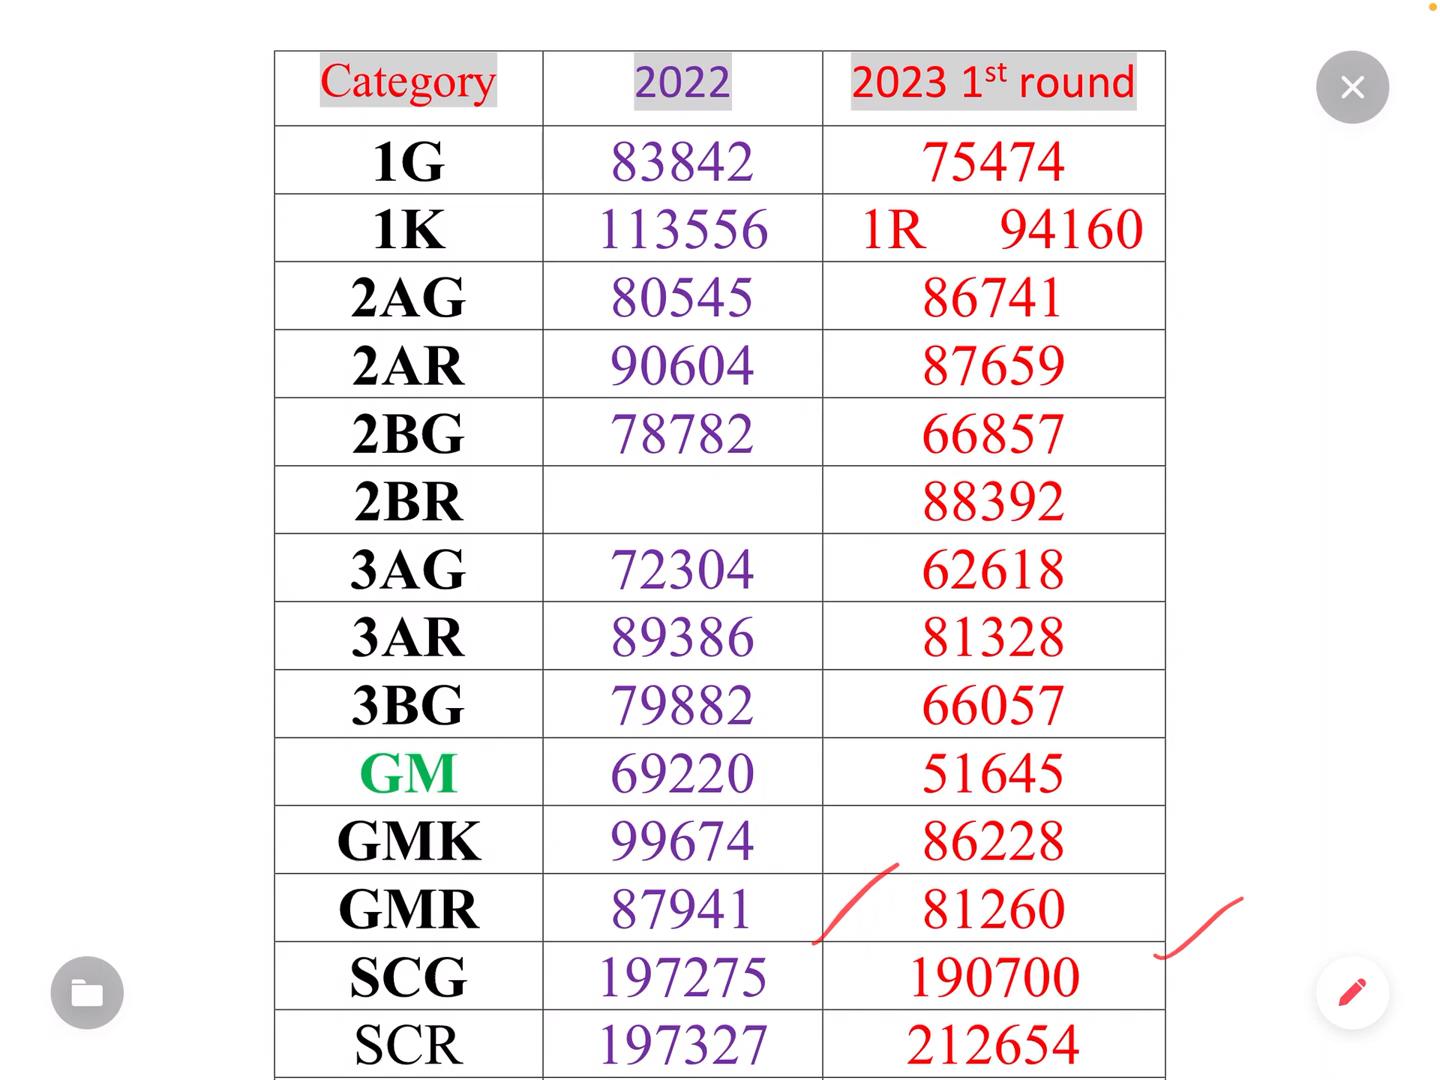 Category 2022 2023 1st round
1G 83842 75474
1K 113556 1R 94160
2AG 80545 86741
2AR 90604 87659
2BG 78782 66857
2BR 88392
3AG 72304 62618
3AR 89386 81328
3BG 79882 66057
GM 69220 51645
GMK 99674 86228
GMR 87941 81260
SCG 197275 190700
SCR 197327 212654